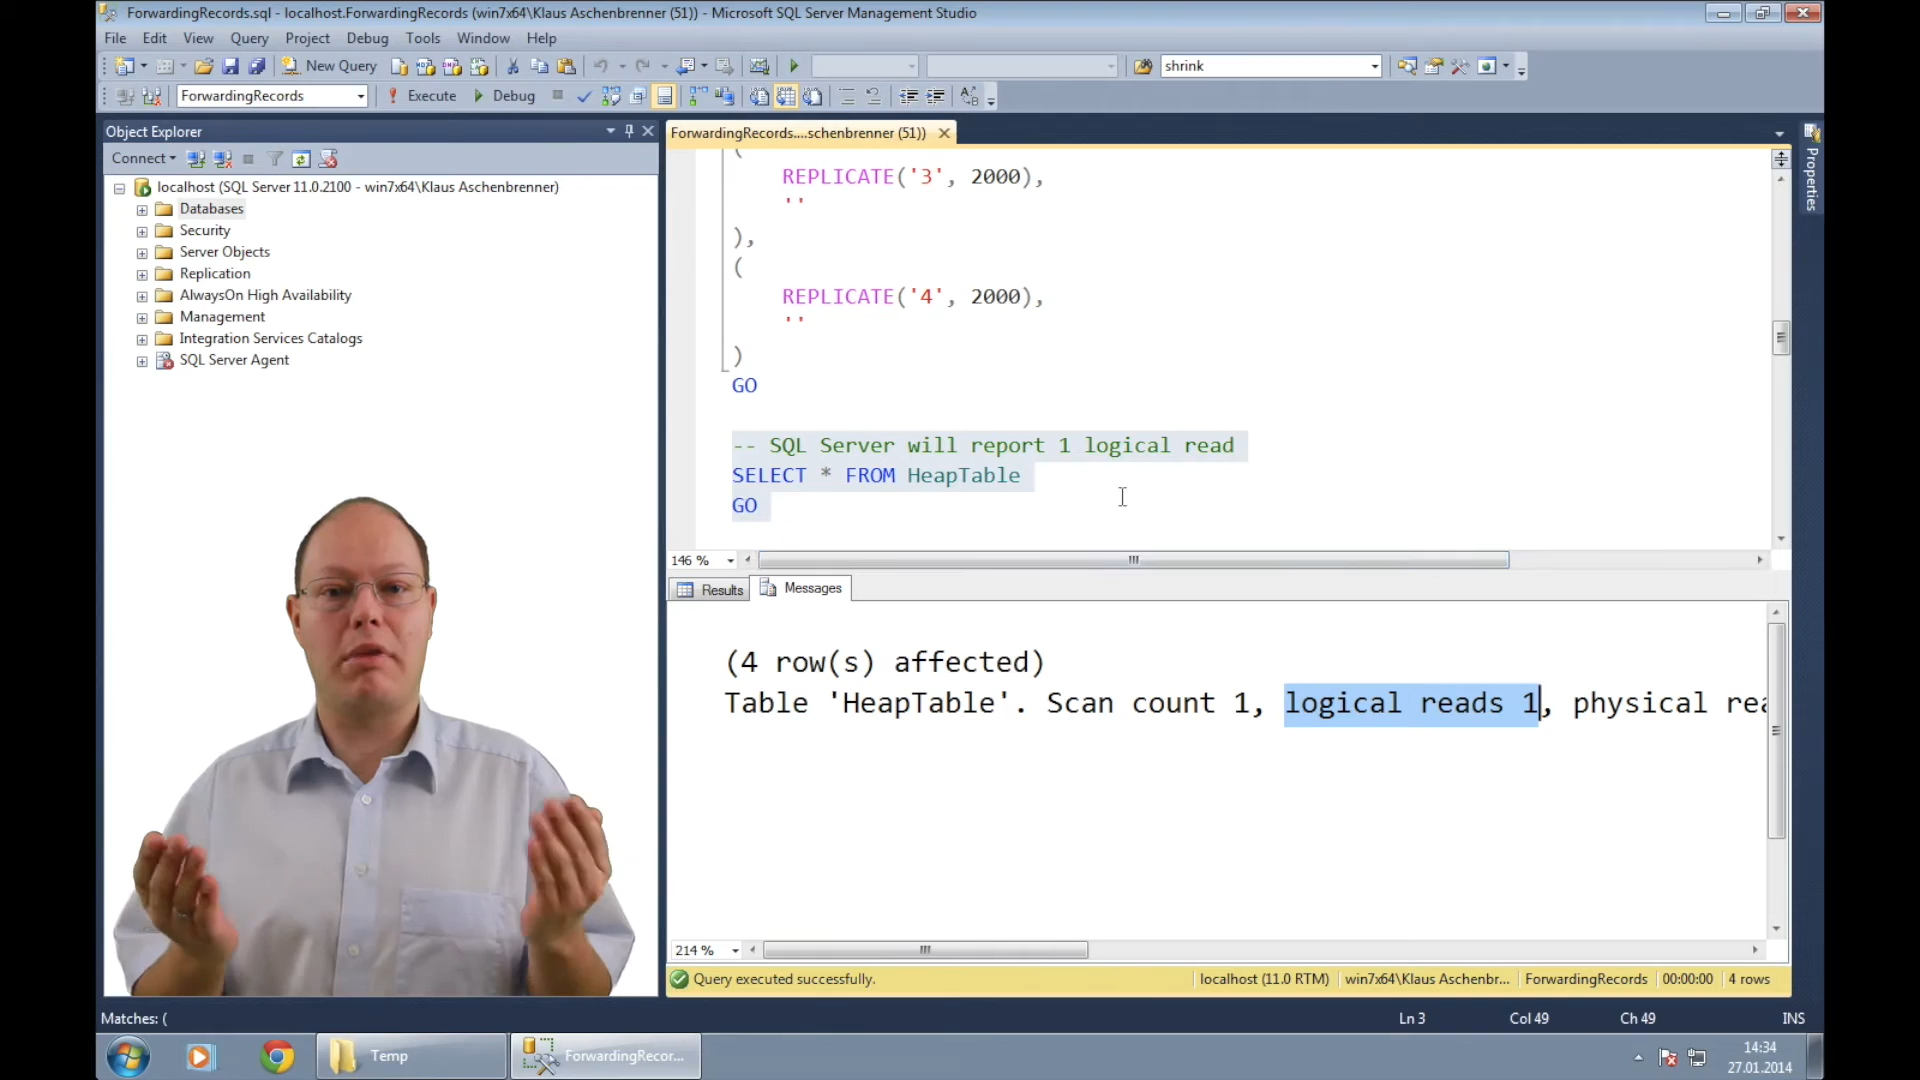 ForwardingRecords.sql - localhost.ForwardingRecords (win7x64\Klaus Aschenbrenner (51)) - Microsoft SQL Server Management Studio
File Edit View Query Project Debug Tools Window Help
New Query shrink
ForwardingRecords Execute Debug
Object Explorer
Connect
localhost (SQL Server 11.0.2100 - win7x64\Klaus Aschenbrenner)
Databases
Security
Server Objects
Replication
AlwaysOn High Availability
Management
Integration Services Catalogs
SQL Server Agent
ForwardingRecords....schenbrenner (51))
Properties
(
REPLICATE('3', 2000),
''
),
(
REPLICATE('4', 2000),
''
)
GO
-- SQL Server will report 1 logical read
SELECT * FROM HeapTable
GO
146 %
Results Messages
(4 row(s) affected)
Table 'HeapTable'. Scan count 1, logical reads 1, physical rea
214 %
Query executed successfully. localhost (11.0 RTM) win7x64\Klaus Aschenbr... ForwardingRecords 00:00:00 4 rows
Matches: ( Ln 3 Col 49 Ch 49 INS
Temp ForwardingRecor... 14:34
27.01.2014